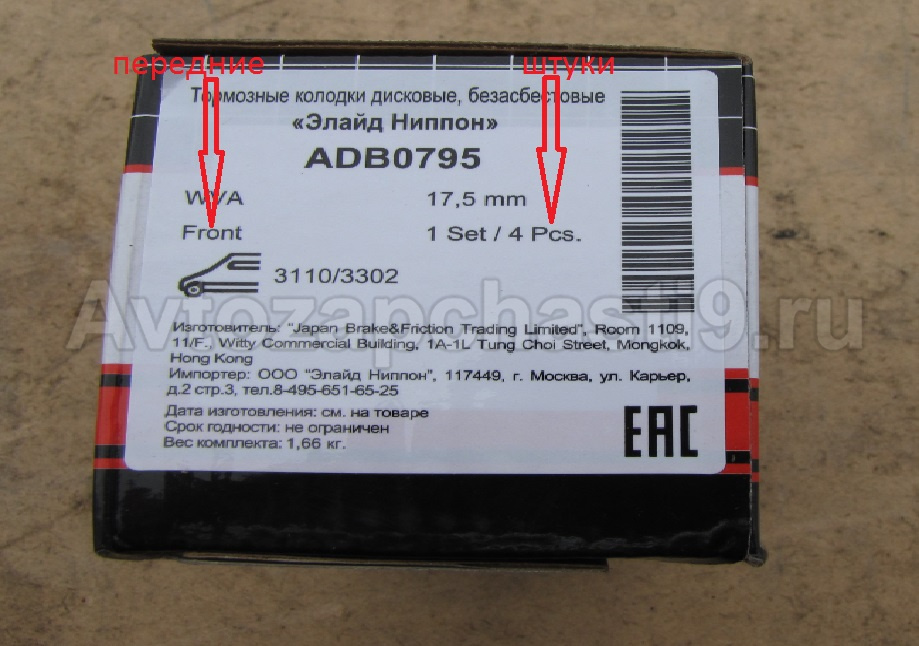 передние
штуки
Тормозные колодки дисковые, безасбестовые
«Элайд Ниппон»
ADB0795
WVA 17,5 mm
Front 1 Set / 4 Pcs.
3110/3302
Avtozapchasti9.ru
Изготовитель: "Japan Brake&Friction Trading Limited", Room 1109,
11/F., Witty Commercial Building, 1A-1L Tung Choi Street, Mongkok,
Hong Kong
Импортер: ООО "Элайд Ниппон", 117449, г. Москва, ул. Карьер,
д.2 стр.3, тел.8-495-651-65-25
Дата изготовления: см. на товаре
Срок годности: не ограничен
Вес комплекта: 1,66 кг.
EAC